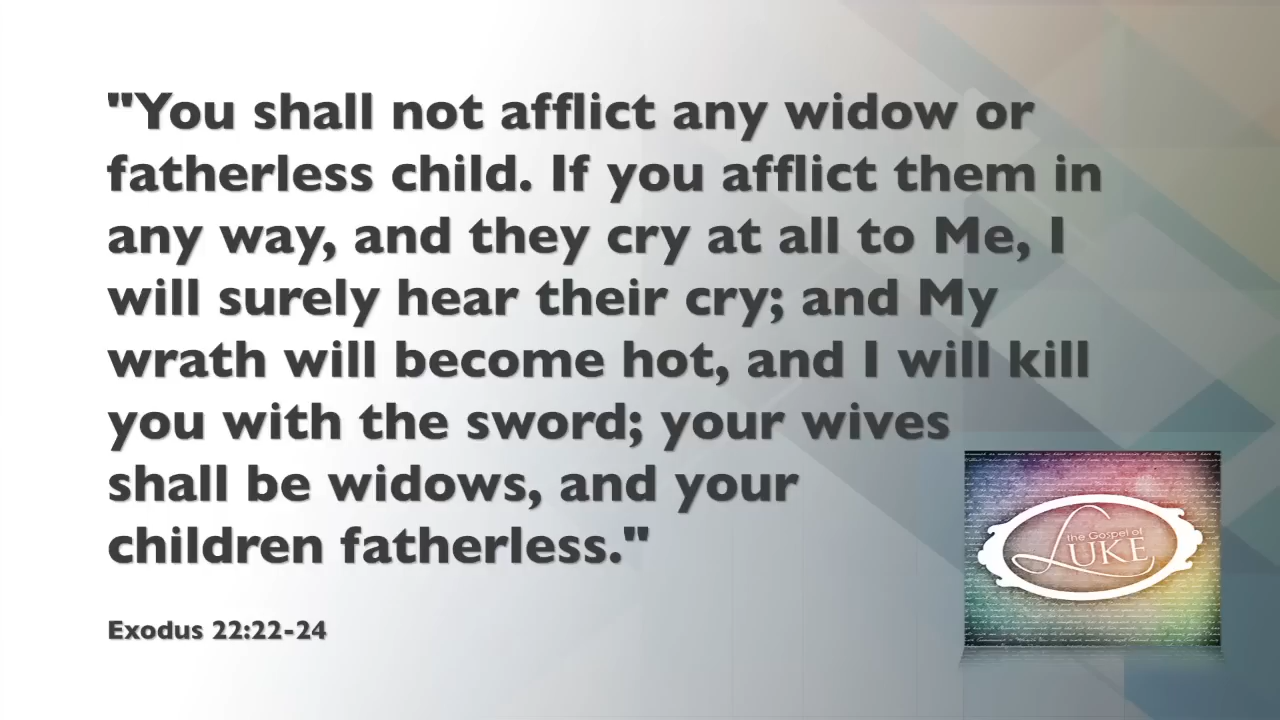 "You shall not afflict any widow or
fatherless child. If you afflict them in
any way, and they cry at all to Me, I
will surely hear their cry; and My
wrath will become hot, and I will kill
you with the sword; your wives
shall be widows, and your
children fatherless."
Exodus 22:22-24
the Gospel of
LUKE